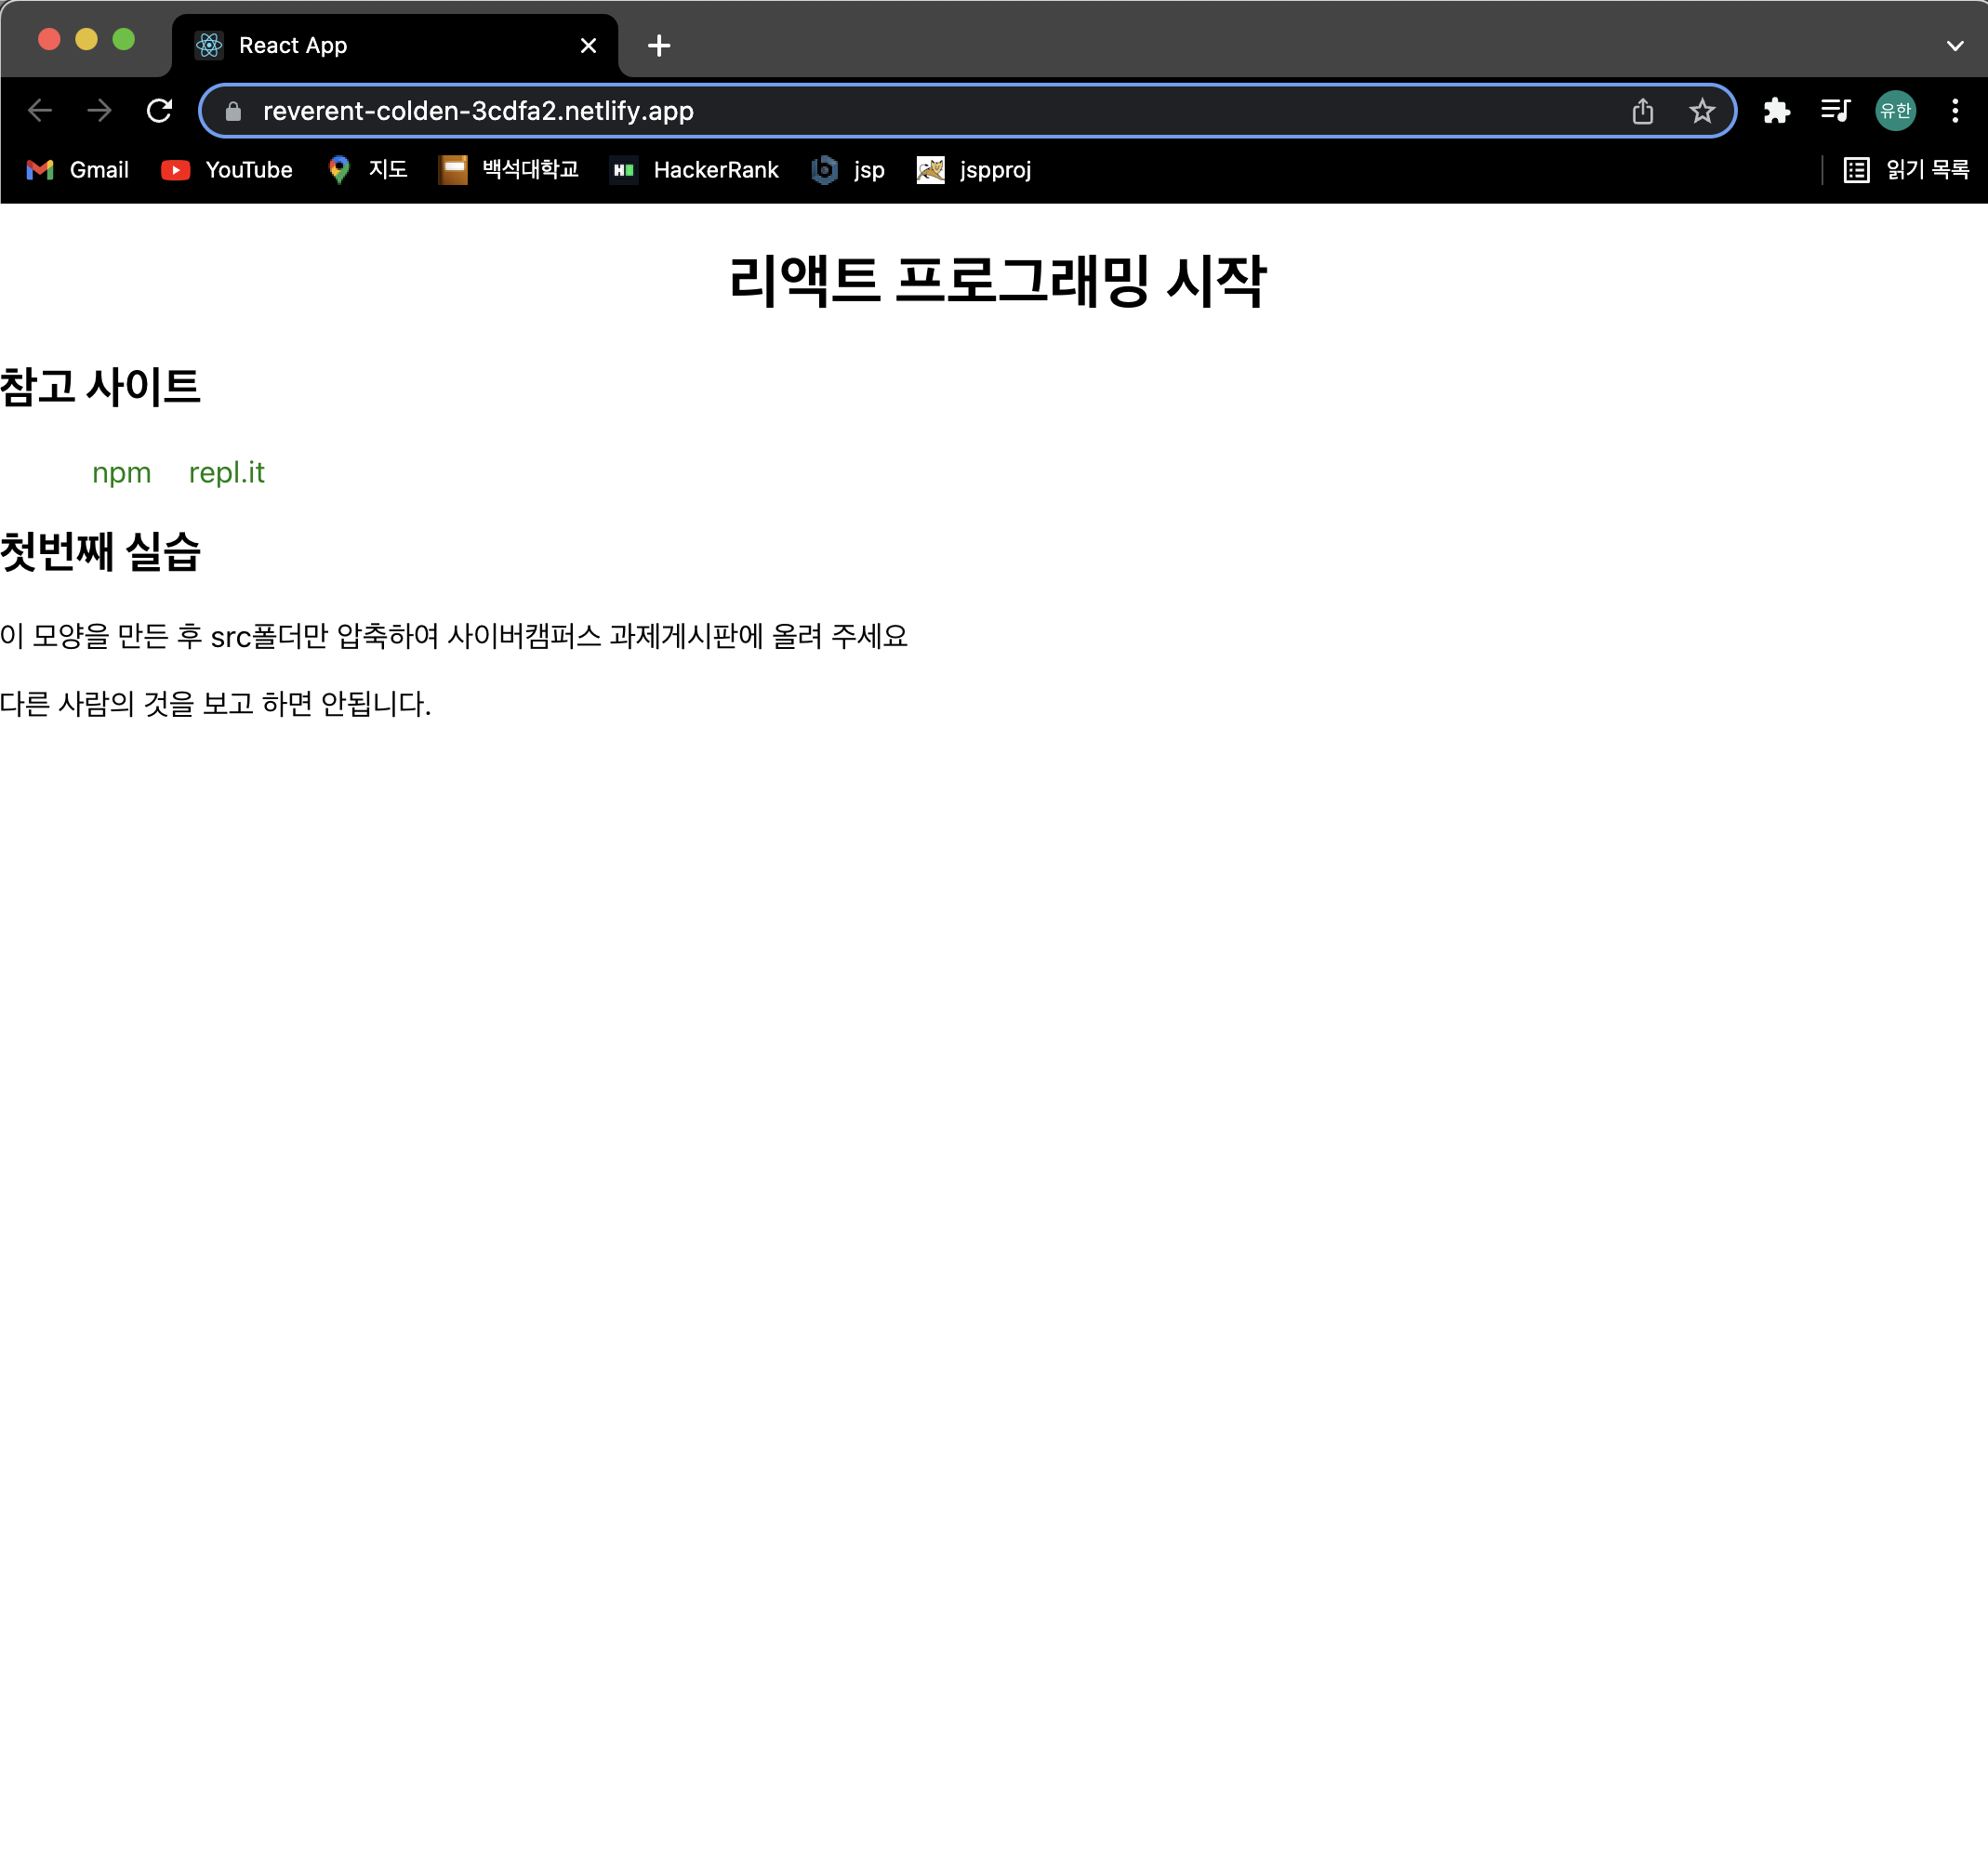 React App
reverent-colden-3cdfa2.netlify.app
유한
Gmail YouTube 지도 백석대학교 HackerRank jsp jspproj 읽기 목록
리액트 프로그래밍 시작
참고 사이트
npm repl.it
첫번째 실습
이 모양을 만든 후 src폴더만 압축하여 사이버캠퍼스 과제게시판에 올려 주세요
다른 사람의 것을 보고 하면 안됩니다.